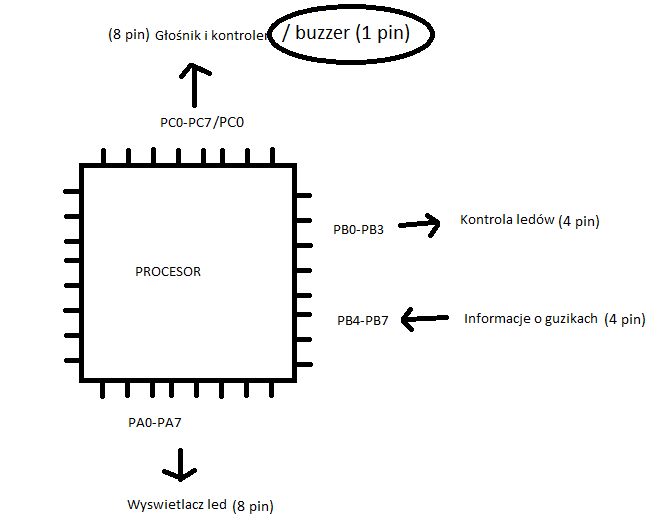 (8 pin) Głośnik i kontroler / buzzer (1 pin)
PC0-PC7/PC0
PB0-PB3
Kontrola ledów (4 pin)
PROCESOR
PB4-PB7
Informacje o guzikach (4 pin)
PA0-PA7
Wyswietlacz led (8 pin)